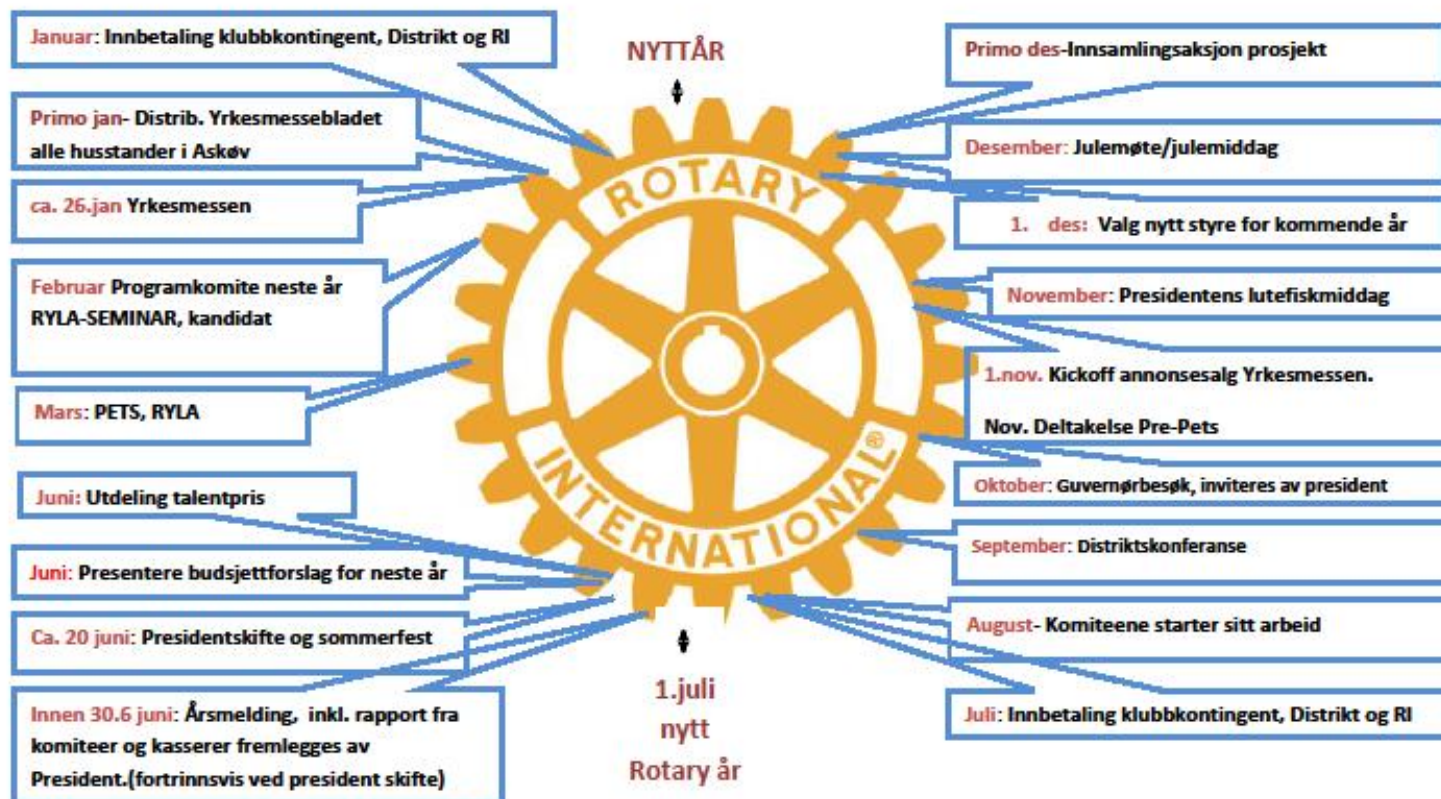 Januar: Innbetaling klubbkontingent, Distrikt og RI
Primo jan- Distrib. Yrkesmessebladet
alle husstander i Askøv
ca. 26.jan Yrkesmessen
Februar Programkomite neste år
RYLA-SEMINAR, kandidat
Mars: PETS, RYLA
Juni: Utdeling talentpris
Juni: Presentere budsjettforslag for neste år
Ca. 20 juni: Presidentskifte og sommerfest
Innen 30.6 juni: Årsmelding, inkl. rapport fra
komiteer og kasserer fremlegges av
President.(fortrinnsvis ved president skifte)
NYTTÅR
ROTARY
INTERNATIONAL®
1.juli
nytt
Rotary år
Primo des-Innsamlingsaksjon prosjekt
Desember: Julemøte/julemiddag
1. des: Valg nytt styre for kommende år
November: Presidentens lutefiskmiddag
1.nov. Kickoff annonsesalg Yrkesmessen.
Nov. Deltakelse Pre-Pets
Oktober: Guvernørbesøk, inviteres av president
September: Distriktskonferanse
August- Komiteene starter sitt arbeid
Juli: Innbetaling klubbkontingent, Distrikt og RI